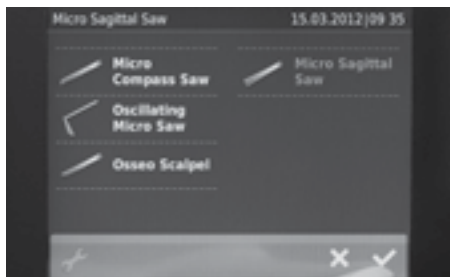 Micro Sagittal Saw 15.03.2012|09 35
Micro
Compass Saw
Micro Sagittal
Saw
Oscillating
Micro Saw
Osseo Scalpel